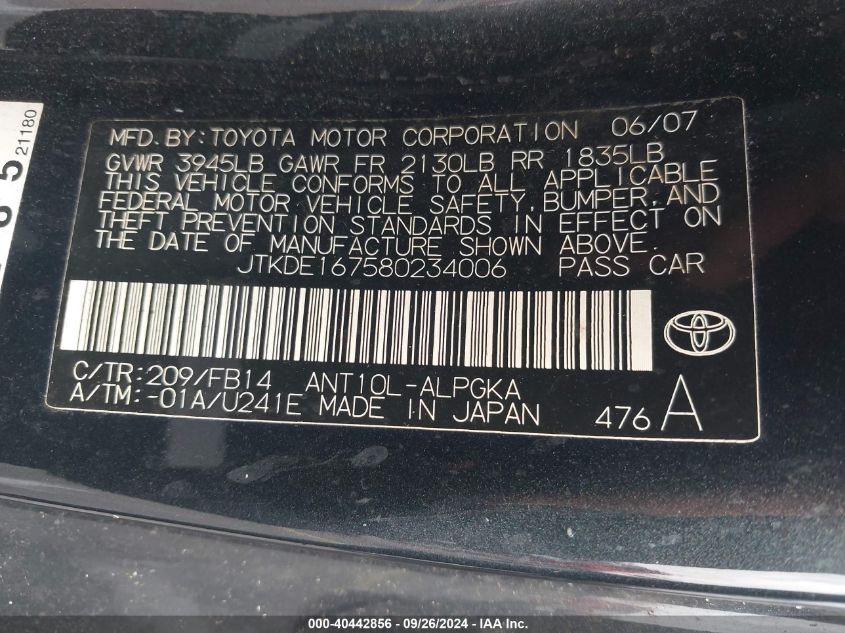 21180
MFD.BY:TOYOTA MOTOR CORPORATION 06/07
GVWR 3945LB GAWR FR 2130LB RR 1835LB
THIS VEHICLE CONFORMS TO ALL APPLICABLE
FEDERAL MOTOR VEHICLE SAFETY,BUMPER,AND
THEFT PREVENTION STANDARDS IN EFFECT ON
THE DATE OF MANUFACTURE SHOWN ABOVE.
JTKDE167580234006 PASS CAR
C/TR:209/FB14 ANT10L-ALPGKA
A/TM:-01A/U241E MADE IN JAPAN
476 A
000-40442856 - 09/26/2024 - IAA Inc.